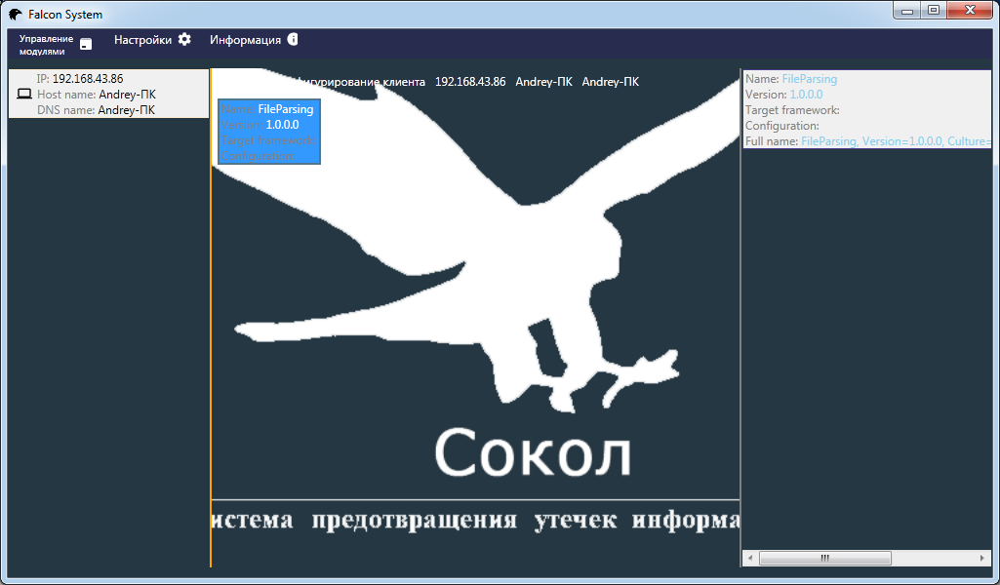 Falcon System
Управление
модулями
Настройки
Информация
IP: 192.168.43.86
Host name: Andrey-ПК
DNS name: Andrey-ПК
фигурирование клиента 192.168.43.86 Andrey-ПК Andrey-ПК
Name: FileParsing
Version: 1.0.0.0
Target framework:
Configuration:
Сокол
истема предотвращения утечек информа
Name: FileParsing
Version: 1.0.0.0
Target framework:
Configuration:
Full name: FileParsing, Version=1.0.0.0, Culture=